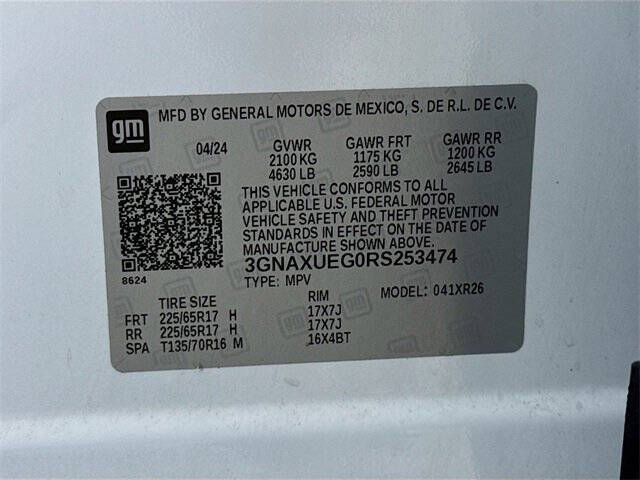 gm MFD BY GENERAL MOTORS DE MEXICO, S. DE R.L. DE C.V.
04/24 GVWR GAWR FRT GAWR RR
2100 KG 1175 KG 1200 KG
4630 LB 2590 LB 2645 LB
THIS VEHICLE CONFORMS TO ALL
APPLICABLE U.S. FEDERAL MOTOR
VEHICLE SAFETY AND THEFT PREVENTION
STANDARDS IN EFFECT ON THE DATE OF
MANUFACTURE SHOWN ABOVE.
8624 3GNAXUEG0RS253474
TYPE: MPV MODEL: 041XR26
TIRE SIZE RIM
FRT 225/65R17 H 17X7J
RR 225/65R17 H 17X7J
SPA T135/70R16 M 16X4BT